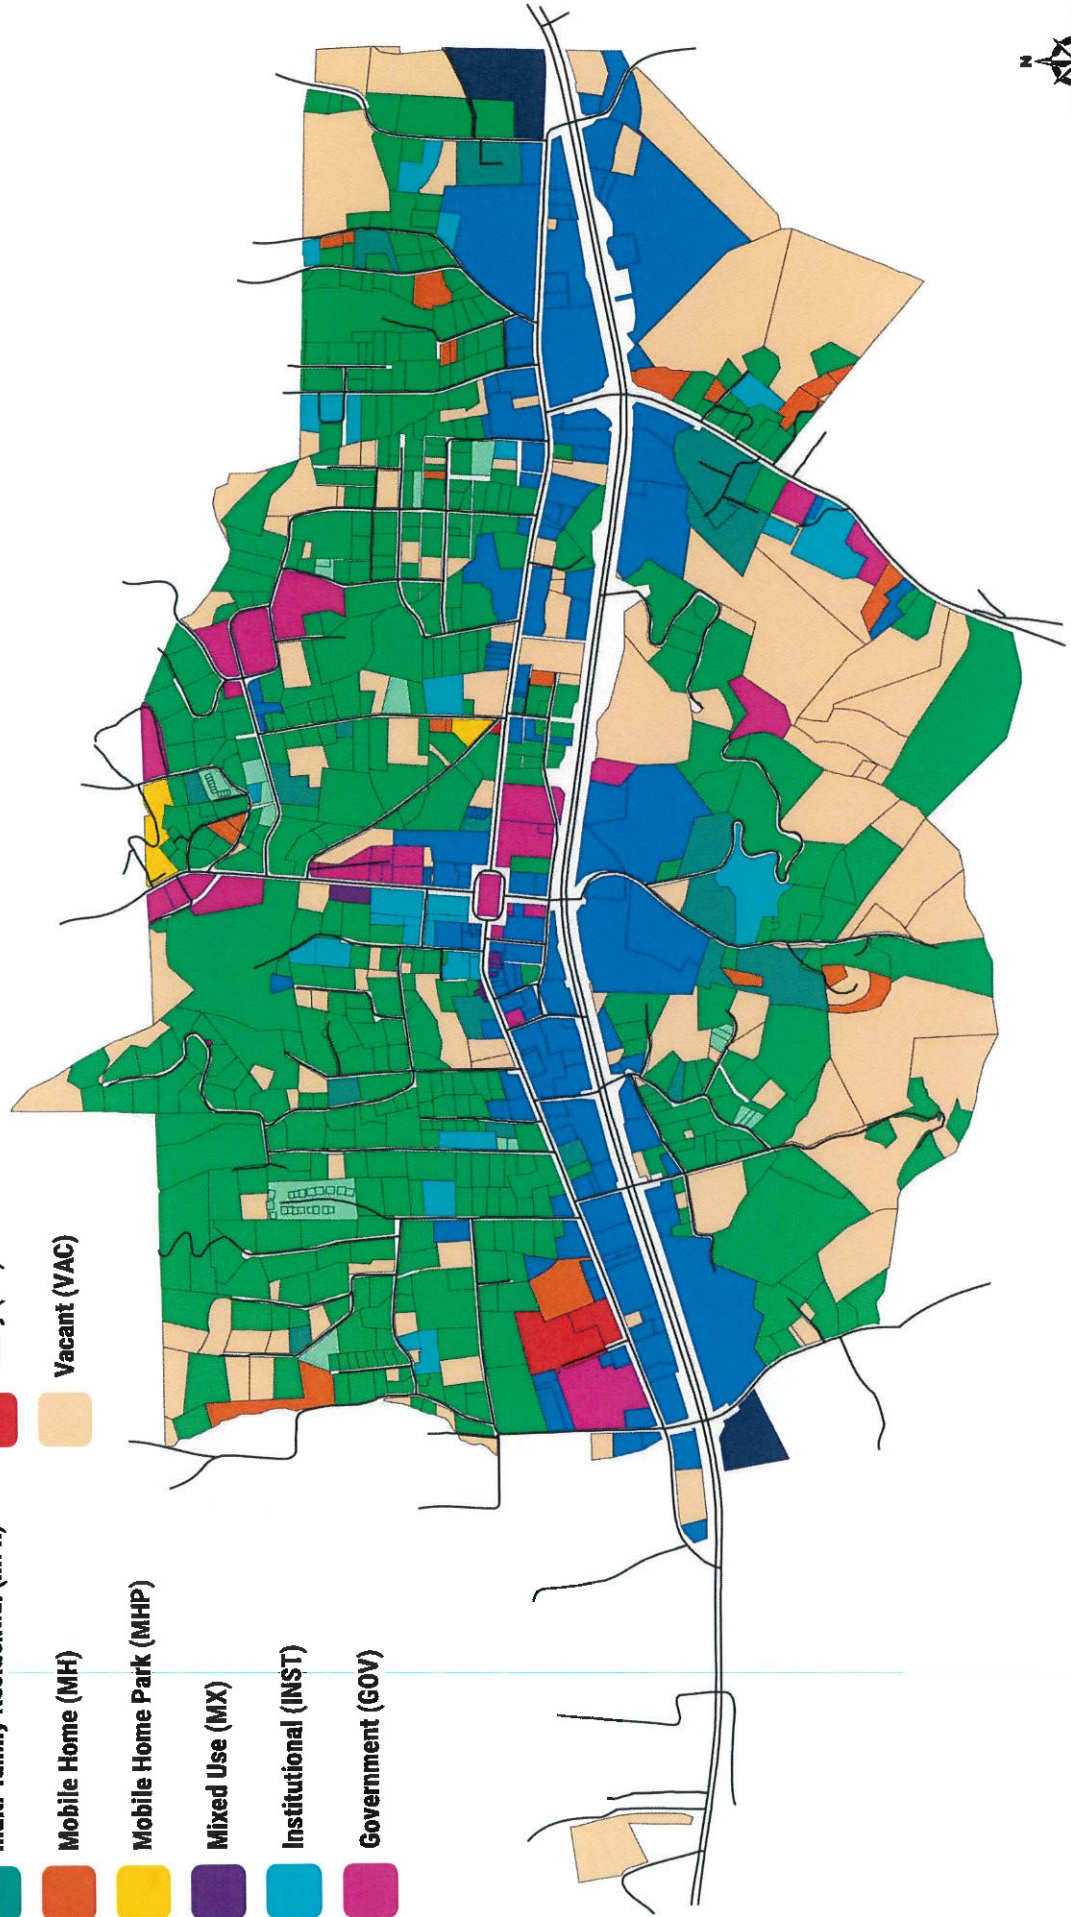 Mobile Home (MH)
Mobile Home Park (MHP)
Mixed Use (MX)
Institutional (INST)
Government (GOV)
Vacant (VAC)
N